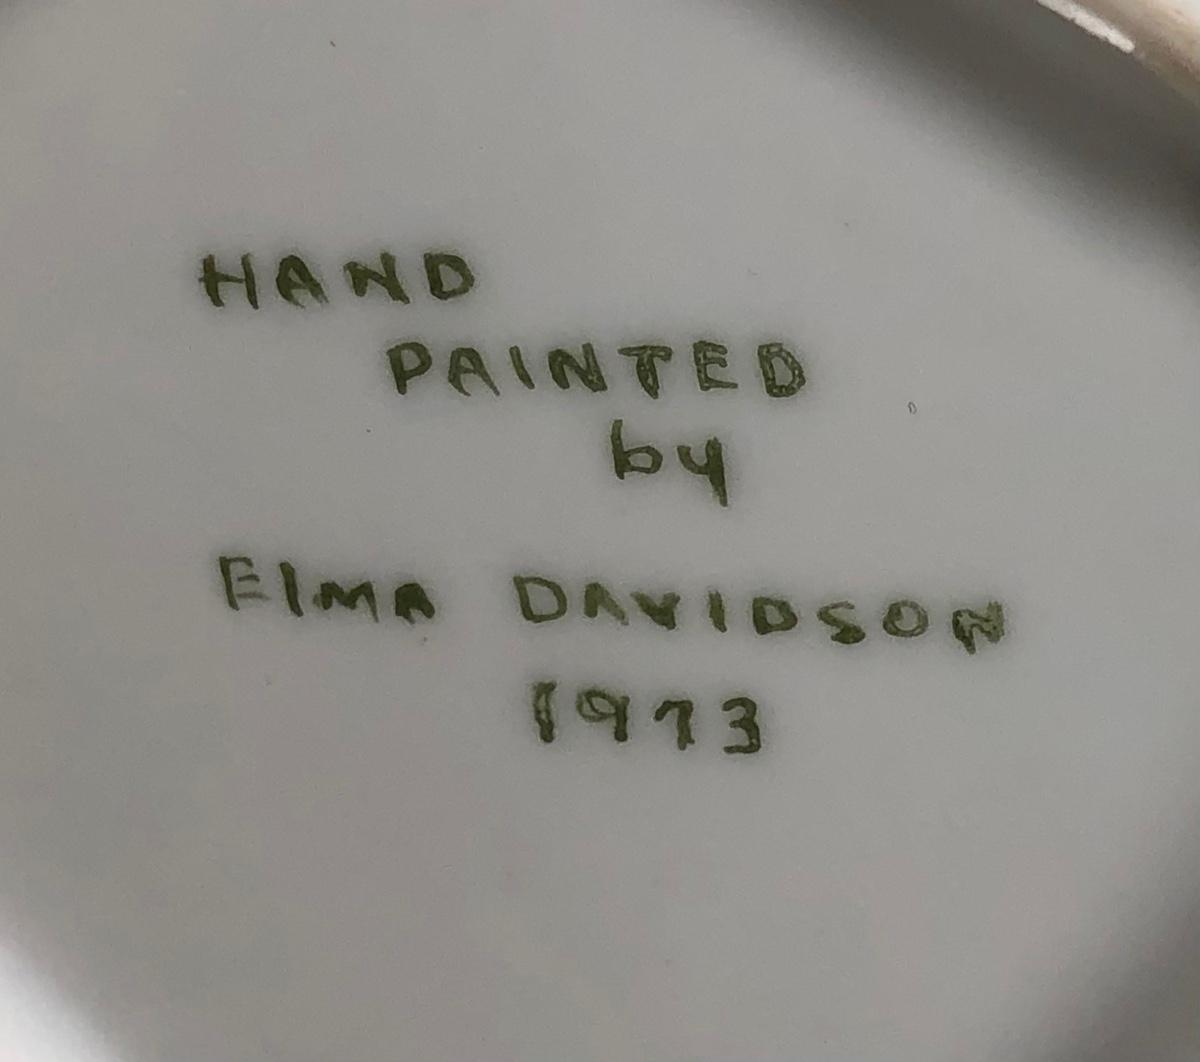 HAND
PAINTED
by
ElMA DAVIDSON
1973